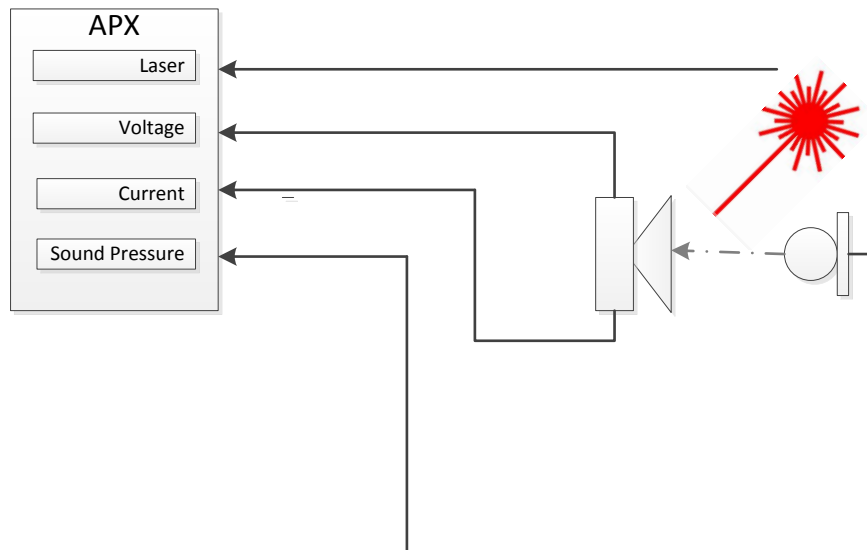 APX
Laser
Voltage
Current
Sound Pressure